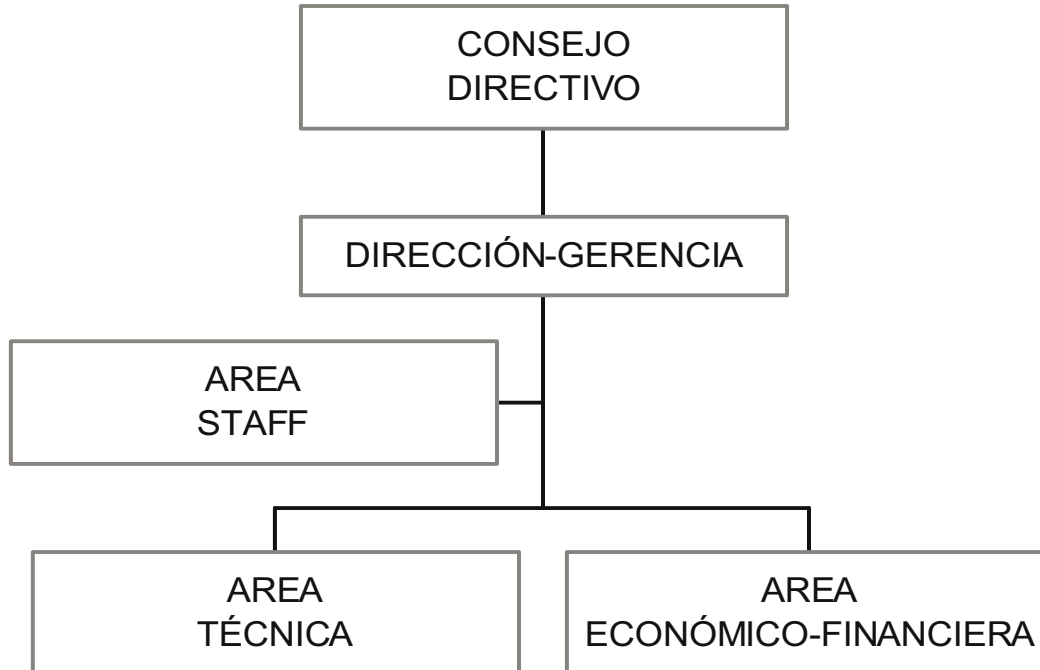 CONSEJO
DIRECTIVO
DIRECCIÓN-GERENCIA
AREA
STAFF
AREA
TÉCNICA
AREA
ECONÓMICO-FINANCIERA